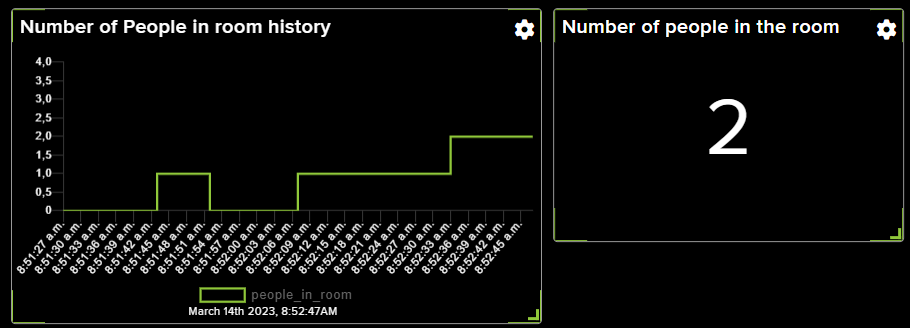 Number of People in room history
4,0
3,5
3,0
2,5
2,0
1,5
1,0
0,5
0
8:51:27 a.m.
8:51:30 a.m.
8:51:33 a.m.
8:51:36 a.m.
8:51:39 a.m.
8:51:42 a.m.
8:51:45 a.m.
8:51:48 a.m.
8:51:51 a.m.
8:51:54 a.m.
8:51:57 a.m.
8:52:00 a.m.
8:52:03 a.m.
8:52:06 a.m.
8:52:09 a.m.
8:52:12 a.m.
8:52:15 a.m.
8:52:18 a.m.
8:52:21 a.m.
8:52:24 a.m.
8:52:27 a.m.
8:52:30 a.m.
8:52:33 a.m.
8:52:36 a.m.
8:52:39 a.m.
8:52:42 a.m.
8:52:45 a.m.
people_in_room
March 14th 2023, 8:52:47AM
Number of people in the room
2